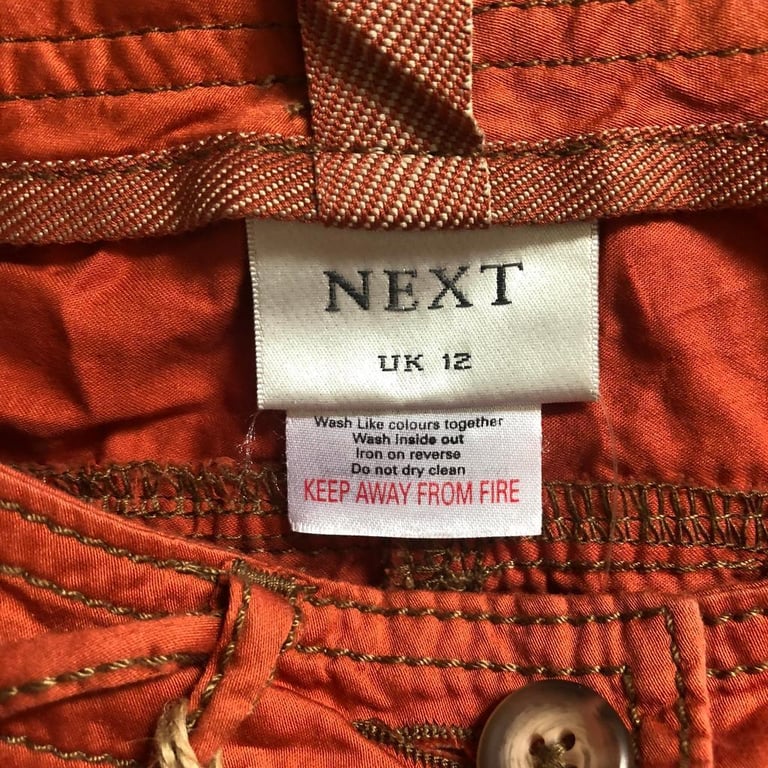 NEXT
UK 12
Wash Like colours together
Wash Inside out
Iron on reverse
Do not dry clean
KEEP AWAY FROM FIRE